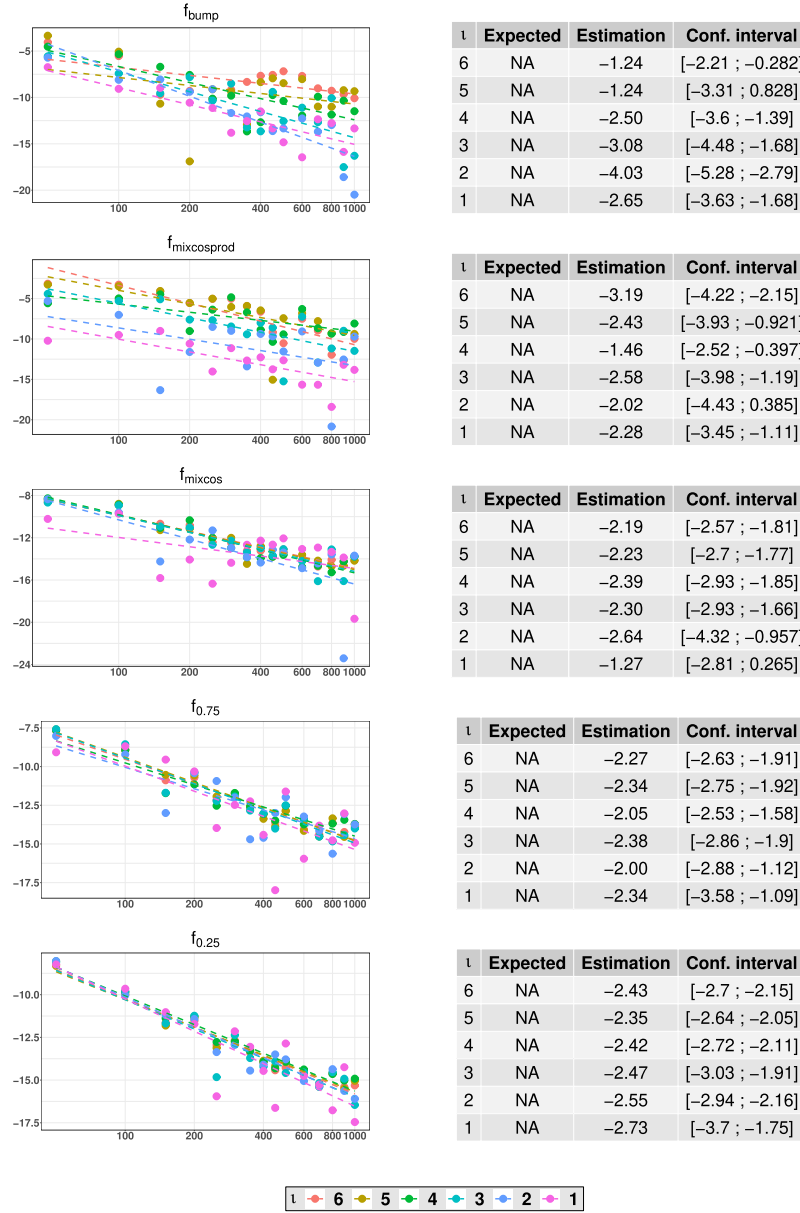 f_bump
−5
−10
−15
−20
100 200 400 600 800 1000
ι Expected Estimation Conf. interval
6 NA −1.24 [−2.21 ; −0.282]
5 NA −1.24 [−3.31 ; 0.828]
4 NA −2.50 [−3.6 ; −1.39]
3 NA −3.08 [−4.48 ; −1.68]
2 NA −4.03 [−5.28 ; −2.79]
1 NA −2.65 [−3.63 ; −1.68]
f_mixcosprod
−5
−10
−15
−20
100 200 400 600 800 1000
ι Expected Estimation Conf. interval
6 NA −3.19 [−4.22 ; −2.15]
5 NA −2.43 [−3.93 ; −0.921]
4 NA −1.46 [−2.52 ; −0.397]
3 NA −2.58 [−3.98 ; −1.19]
2 NA −2.02 [−4.43 ; 0.385]
1 NA −2.28 [−3.45 ; −1.11]
f_mixcos
−8
−12
−16
−20
−24
100 200 400 600 800 1000
ι Expected Estimation Conf. interval
6 NA −2.19 [−2.57 ; −1.81]
5 NA −2.23 [−2.7 ; −1.77]
4 NA −2.39 [−2.93 ; −1.85]
3 NA −2.30 [−2.93 ; −1.66]
2 NA −2.64 [−4.32 ; −0.957]
1 NA −1.27 [−2.81 ; 0.265]
f_0.75
−7.5
−10.0
−12.5
−15.0
−17.5
100 200 400 600 800 1000
ι Expected Estimation Conf. interval
6 NA −2.27 [−2.63 ; −1.91]
5 NA −2.34 [−2.75 ; −1.92]
4 NA −2.05 [−2.53 ; −1.58]
3 NA −2.38 [−2.86 ; −1.9]
2 NA −2.00 [−2.88 ; −1.12]
1 NA −2.34 [−3.58 ; −1.09]
f_0.25
−10.0
−12.5
−15.0
−17.5
100 200 400 600 800 1000
ι Expected Estimation Conf. interval
6 NA −2.43 [−2.7 ; −2.15]
5 NA −2.35 [−2.64 ; −2.05]
4 NA −2.42 [−2.72 ; −2.11]
3 NA −2.47 [−3.03 ; −1.91]
2 NA −2.55 [−2.94 ; −2.16]
1 NA −2.73 [−3.7 ; −1.75]
ι 6 5 4 3 2 1